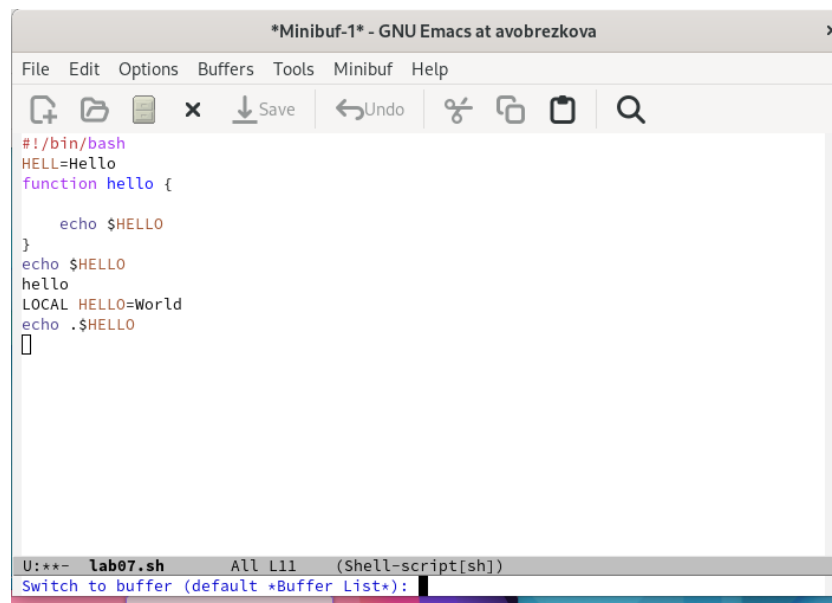 *Minibuf-1* - GNU Emacs at avobrezkova
File Edit Options Buffers Tools Minibuf Help
Save Undo
#!/bin/bash
HELL=Hello
function hello {
echo $HELLO
}
echo $HELLO
hello
LOCAL HELLO=World
echo .$HELLO
U:**- lab07.sh All L11 (Shell-script[sh])
Switch to buffer (default *Buffer List*):